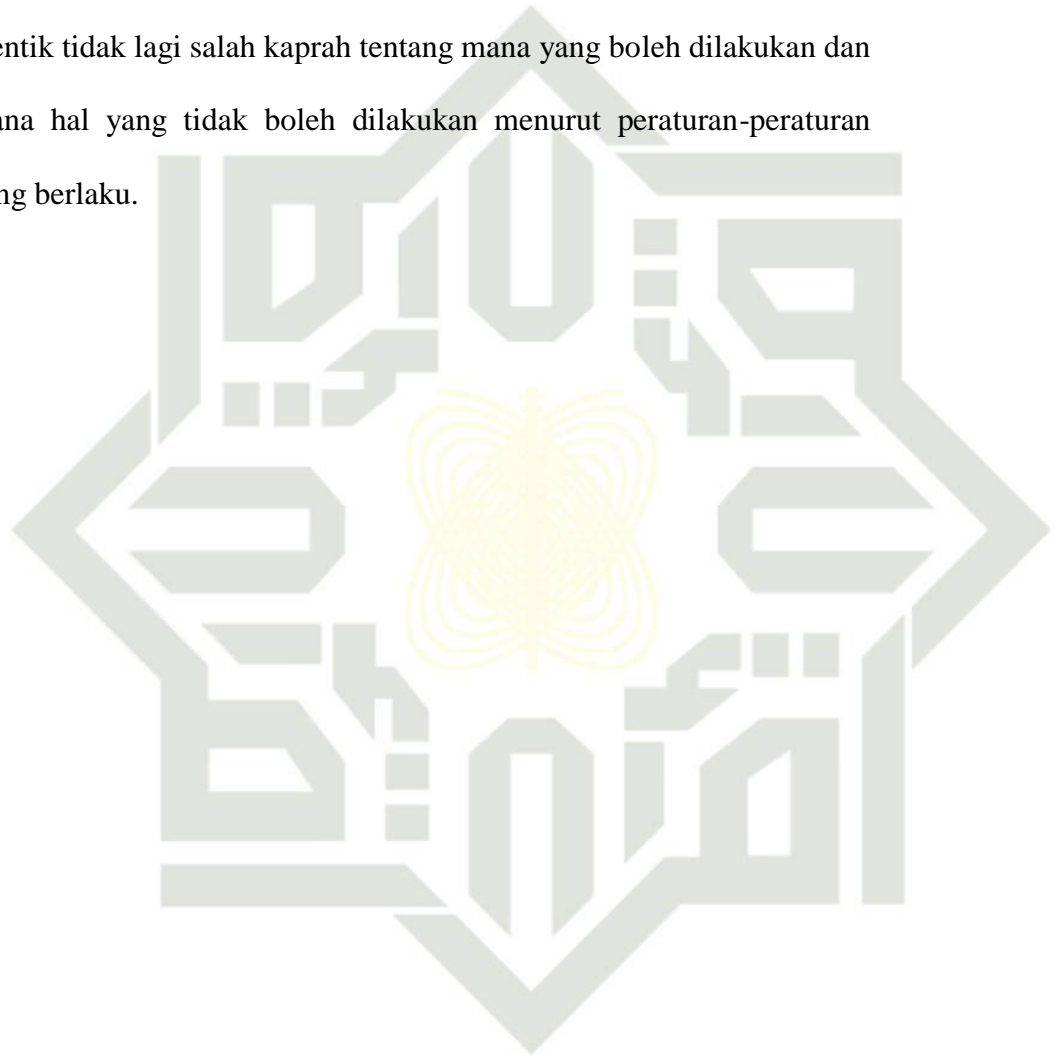 entik tidak lagi salah kaprah tentang mana yang boleh dilakukan dan
ana hal yang tidak boleh dilakukan menurut peraturan-peraturan
ng berlaku.